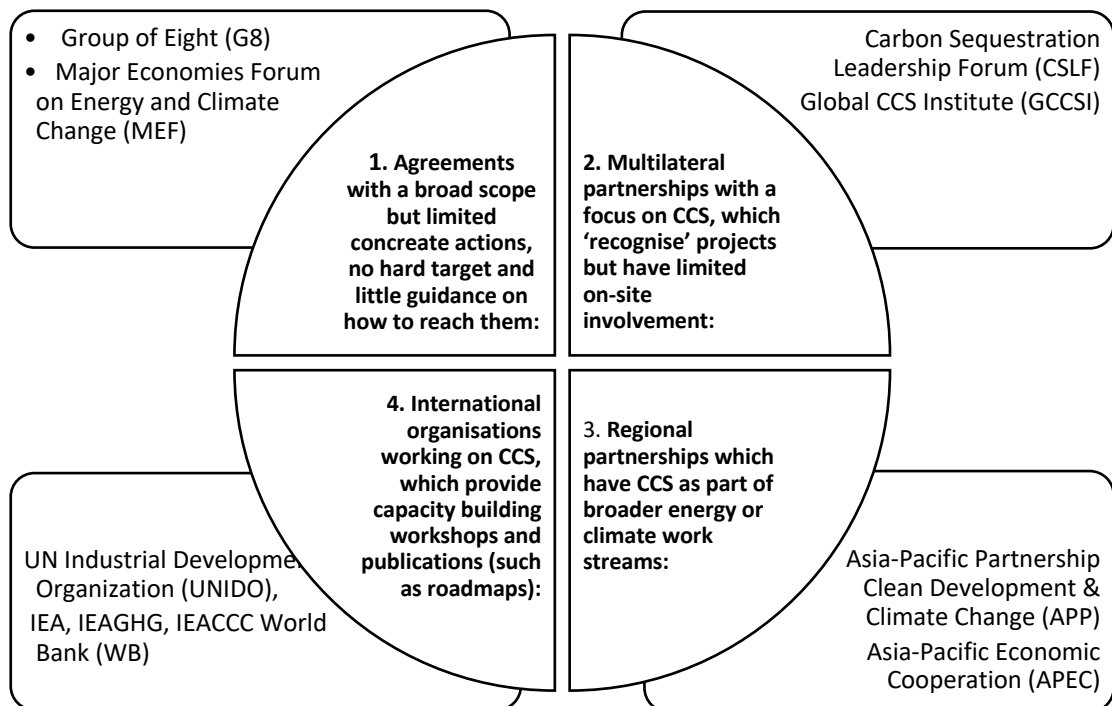 • Group of Eight (G8)
• Major Economies Forum
on Energy and Climate
Change (MEF)
Carbon Sequestration
Leadership Forum (CSLF)
Global CCS Institute (GCCSI)
1. Agreements
with a broad scope
but limited
concreate actions,
no hard target and
little guidance on
how to reach them:
2. Multilateral
partnerships with a
focus on CCS, which
‘recognise’ projects
but have limited
on-site
involvement:
4. International
organisations
working on CCS,
which provide
capacity building
workshops and
publications (such
as roadmaps):
3. Regional
partnerships which
have CCS as part of
broader energy or
climate work
streams:
UN Industrial Developmen
Organization (UNIDO),
IEA, IEAGHG, IEACCC World
Bank (WB)
Asia-Pacific Partnership
Clean Development &
Climate Change (APP)
Asia-Pacific Economic
Cooperation (APEC)